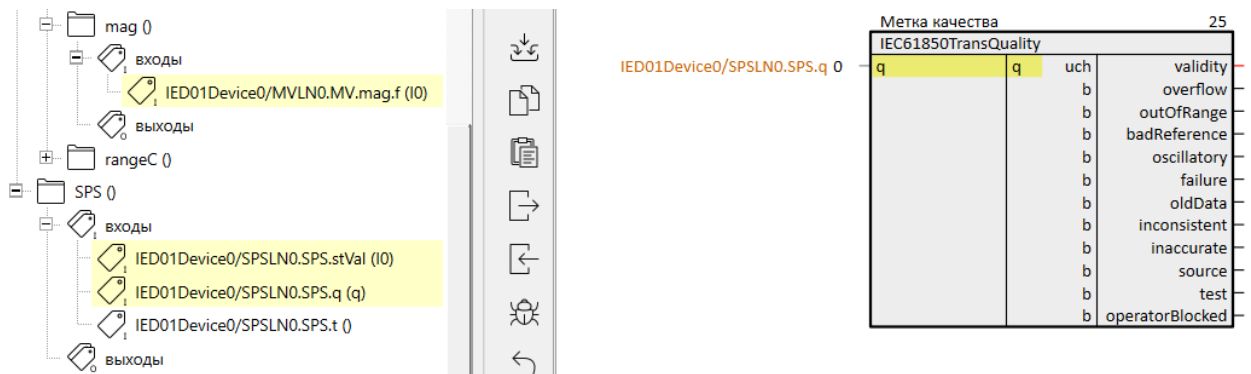 mag ()
входы
IED01Device0/MVLN0.MV.mag.f (I0)
выходы
rangeC ()
SPS ()
входы
IED01Device0/SPSLN0.SPS.stVal (I0)
IED01Device0/SPSLN0.SPS.q (q)
IED01Device0/SPSLN0.SPS.t ()
выходы
Метка качества 25
IEC61850TransQuality
IED01Device0/SPSLN0.SPS.q 0 q q uch validity
b overflow
b outOfRange
b badReference
b oscillatory
b failure
b oldData
b inconsistent
b inaccurate
b source
b test
b operatorBlocked